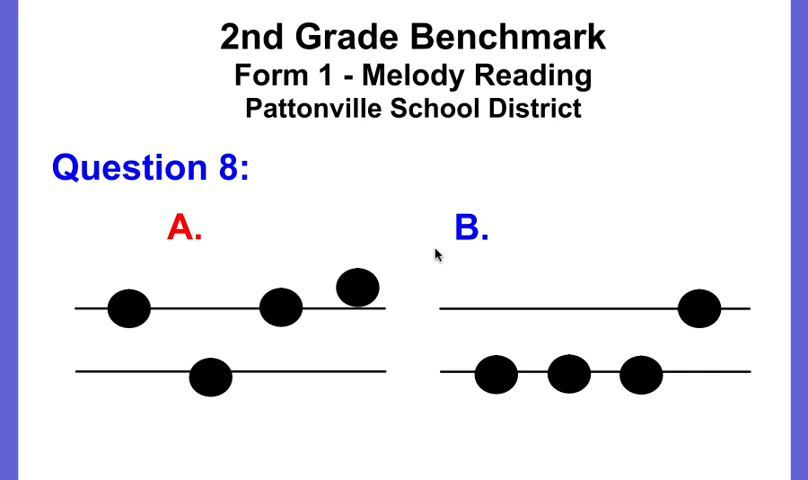 2nd Grade Benchmark
Form 1 - Melody Reading
Pattonville School District
Question 8:
A.
B.